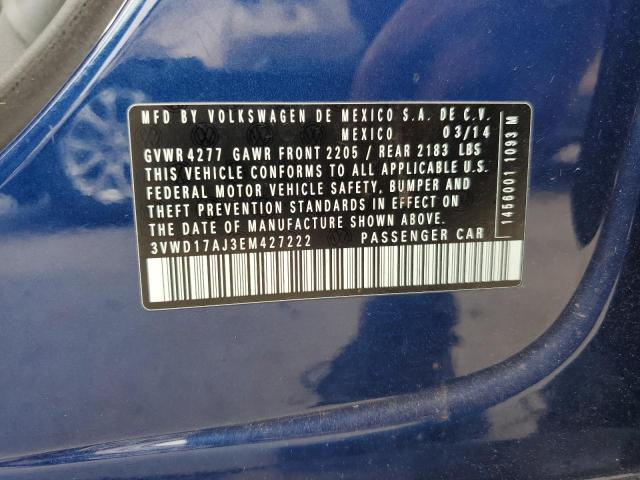 MFD BY VOLKSWAGEN DE MEXICO S.A. DE C.V.
MEXICO 03/14
GVWR 4277 GAWR FRONT 2205 / REAR 2183 LBS
THIS VEHICLE CONFORMS TO ALL APPLICABLE U.S.
FEDERAL MOTOR VEHICLE SAFETY, BUMPER AND
THEFT PREVENTION STANDARDS IN EFFECT ON
THE DATE OF MANUFACTURE SHOWN ABOVE.
3VWD17AJ3EM427222 PASSENGER CAR
1456001 1093 M